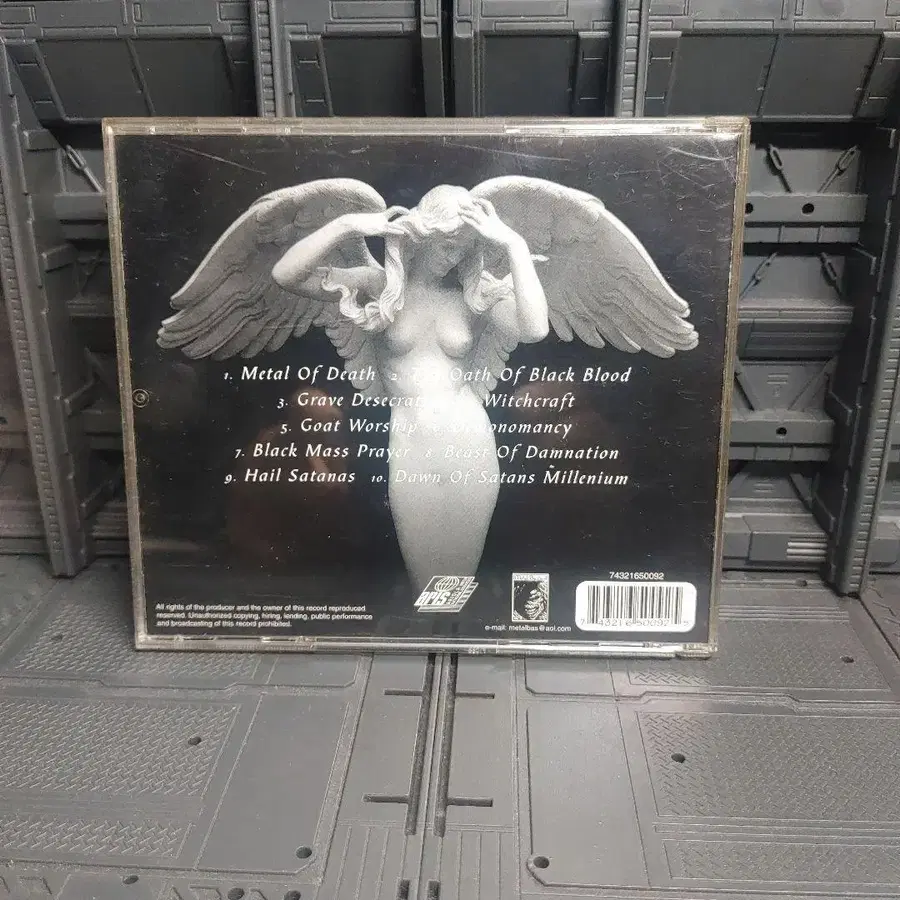 1. Metal Of Death 2. The Oath Of Black Blood
3. Grave Desecrat Witchcraft
5. Goat Worship Demonomancy
7. Black Mass Prayer 8 Beast Of Damnation
9. Hail Satanas 10. Dawn Of Satans Millenium
All rights of the producer and the owner of this record reproduced
reserved. Unauthorized copying, hiring, lending, public performance
and broadcasting of this record prohibited.
e-mail: metalbas@aol.com
74321650092